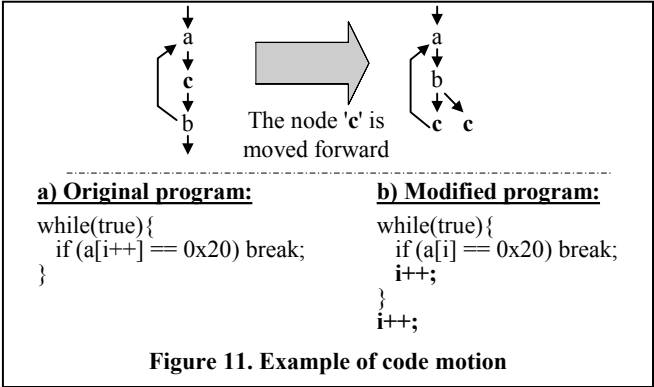 a
c
b
The node 'c' is
moved forward
a
b
c c
a) Original program:
while(true){
if (a[i++] == 0x20) break;
}
b) Modified program:
while(true){
if (a[i] == 0x20) break;
i++;
}
i++;
Figure 11. Example of code motion